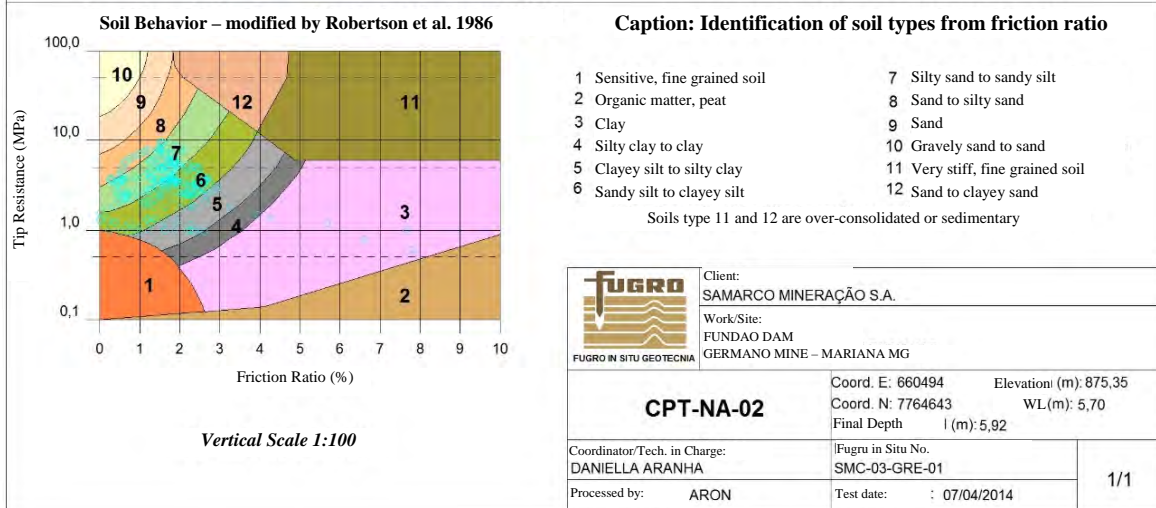 Soil Behavior – modified by Robertson et al. 1986
100,0
10,0
1,0
0,1
Tip Resistance (MPa)
10
9
8
12
11
7
6
5
4
3
1
2
0 1 2 3 4 5 6 7 8 9 10
Friction Ratio (%)
Vertical Scale 1:100
Caption: Identification of soil types from friction ratio
1 Sensitive, fine grained soil
2 Organic matter, peat
3 Clay
4 Silty clay to clay
5 Clayey silt to silty clay
6 Sandy silt to clayey silt
7 Silty sand to sandy silt
8 Sand to silty sand
9 Sand
10 Gravely sand to sand
11 Very stiff, fine grained soil
12 Sand to clayey sand
Soils type 11 and 12 are over-consolidated or sedimentary
FUGRO
FUGRO IN SITU GEOTECNIA
Client:
SAMARCO MINERAÇÃO S.A.
Work/Site:
FUNDAO DAM
GERMANO MINE – MARIANA MG
CPT-NA-02
Coord. E: 660494 Elevation (m): 875,35
Coord. N: 7764643 WL(m): 5,70
Final Depth (m): 5,92
Coordinator/Tech. in Charge:
DANIELLA ARANHA
Fugru in Situ No.
SMC-03-GRE-01
Processed by: ARON
Test date: : 07/04/2014
1/1